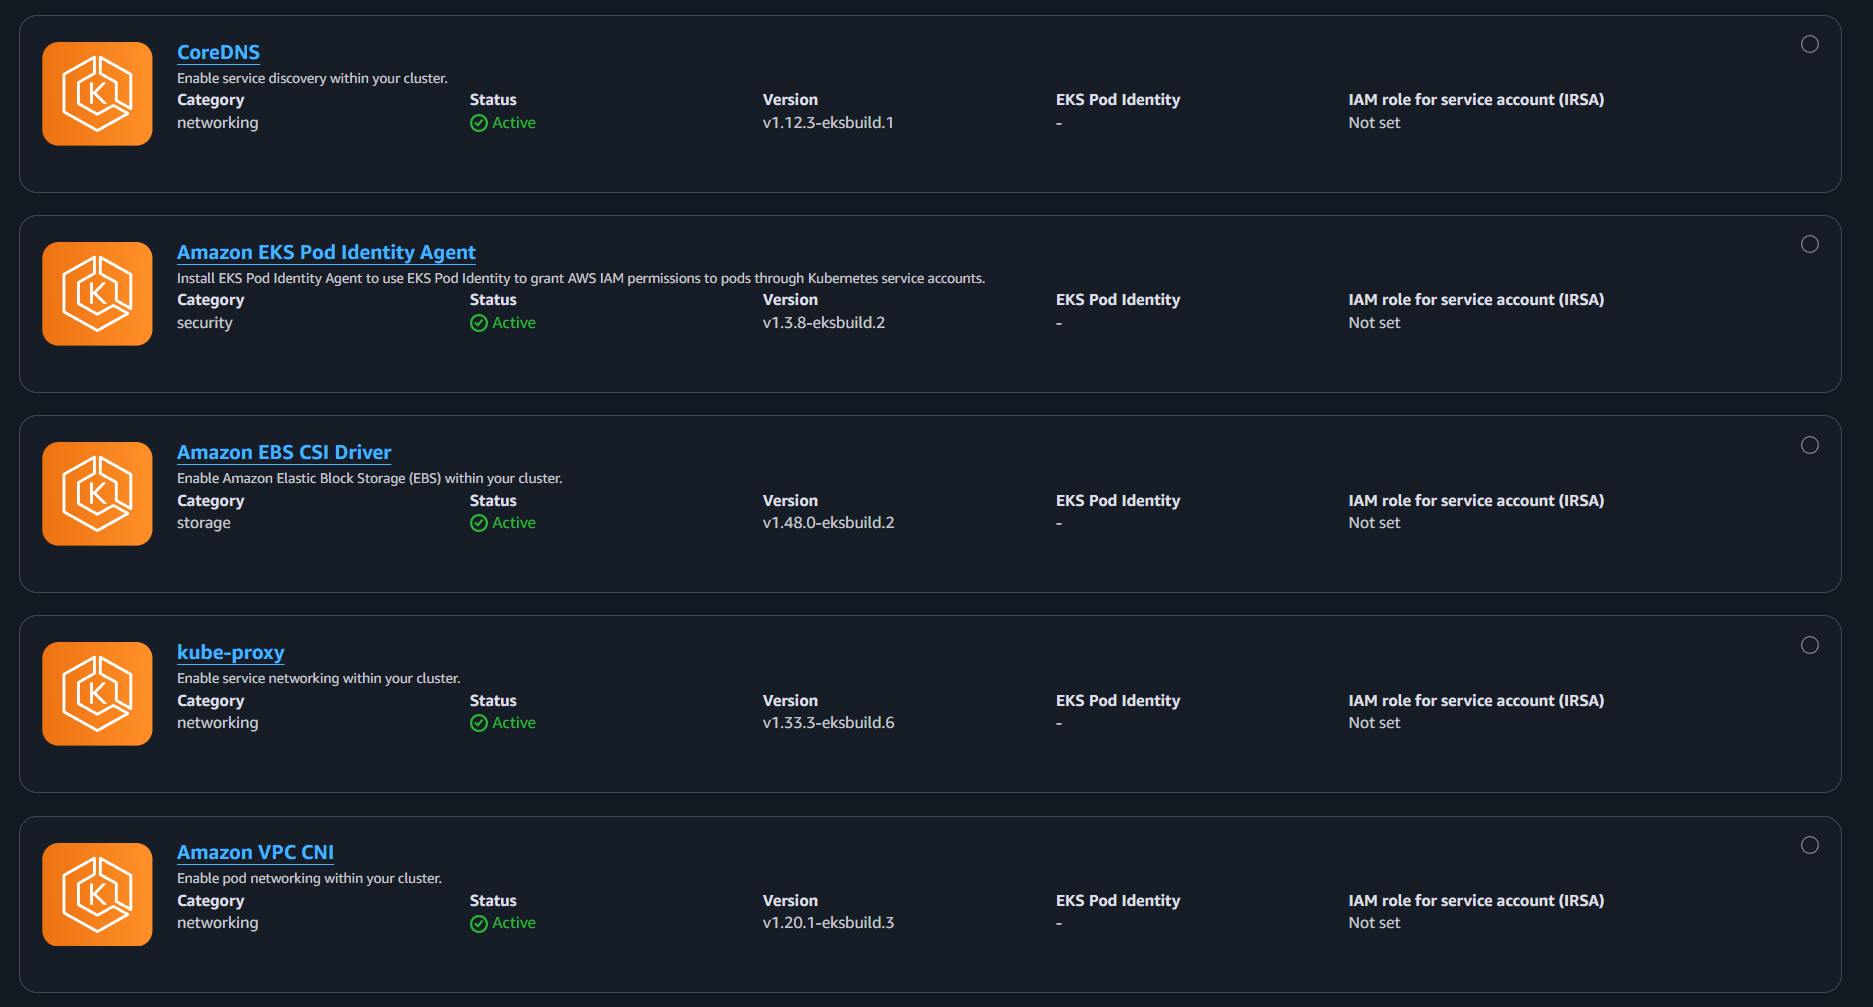 CoreDNS
Enable service discovery within your cluster.
Category Status Version EKS Pod Identity IAM role for service account (IRSA)
networking Active v1.12.3-eksbuild.1 - Not set
Amazon EKS Pod Identity Agent
Install EKS Pod Identity Agent to use EKS Pod Identity to grant AWS IAM permissions to pods through Kubernetes service accounts.
Category Status Version EKS Pod Identity IAM role for service account (IRSA)
security Active v1.3.8-eksbuild.2 - Not set
Amazon EBS CSI Driver
Enable Amazon Elastic Block Storage (EBS) within your cluster.
Category Status Version EKS Pod Identity IAM role for service account (IRSA)
storage Active v1.48.0-eksbuild.2 - Not set
kube-proxy
Enable service networking within your cluster.
Category Status Version EKS Pod Identity IAM role for service account (IRSA)
networking Active v1.33.3-eksbuild.6 - Not set
Amazon VPC CNI
Enable pod networking within your cluster.
Category Status Version EKS Pod Identity IAM role for service account (IRSA)
networking Active v1.20.1-eksbuild.3 - Not set